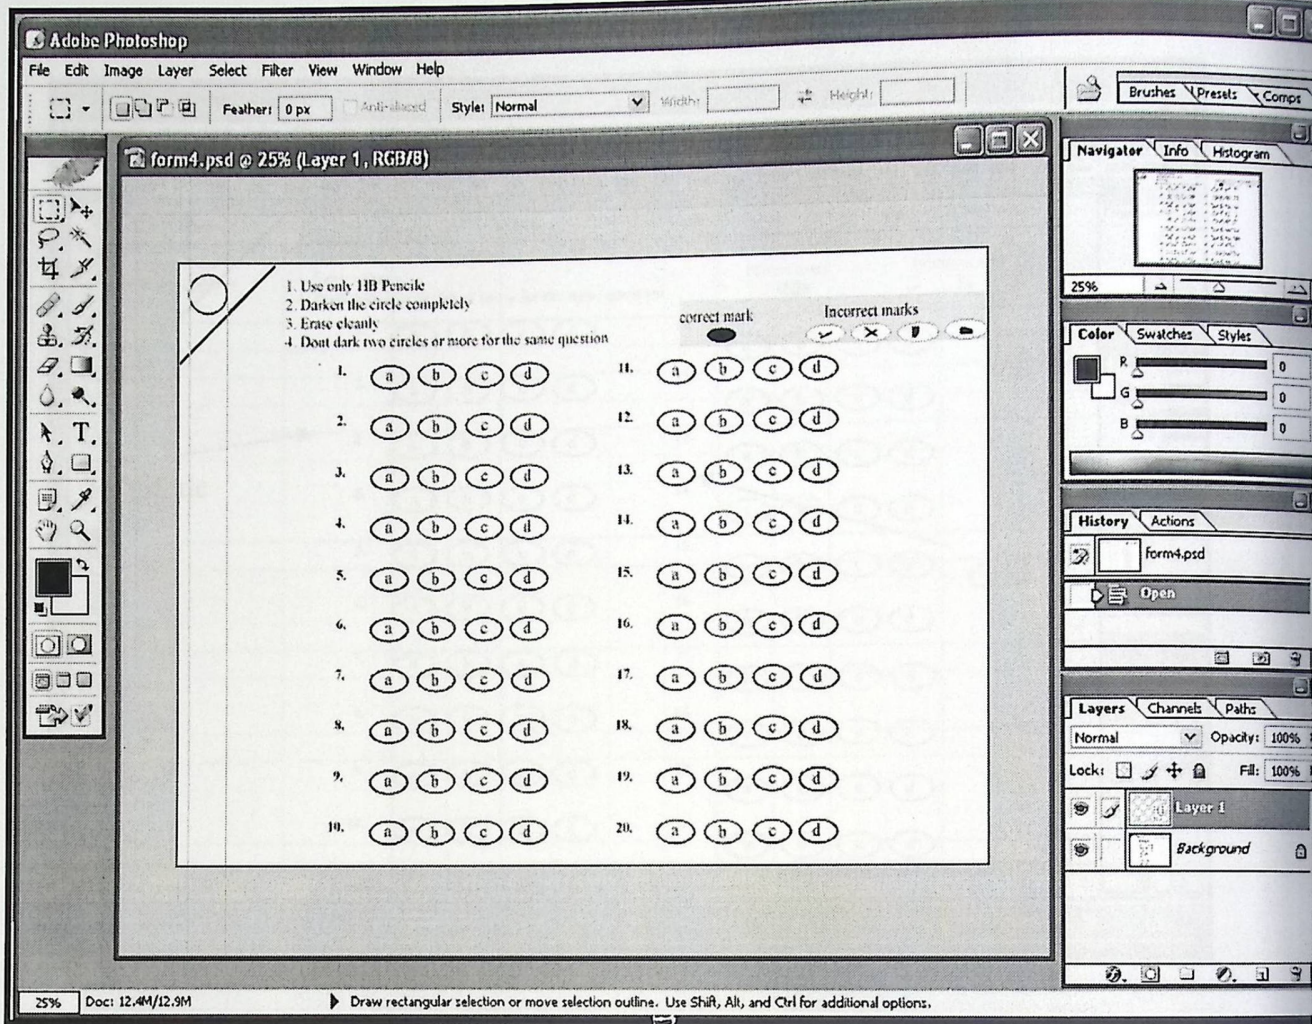 Adobe Photoshop
File Edit Image Layer Select Filter View Window Help
Feather: 0 px Anti-aliased Style: Normal Width: Height: Brushes Presets Comps
form4.psd @ 25% (Layer 1, RGB/8)
1. Use only HB Pencile
2. Darken the circle completely
3. Erase cleanly
4. Dont dark two circles or more for the same question
correct mark Incorrect marks
1. a b c d 11. a b c d
2. a b c d 12. a b c d
3. a b c d 13. a b c d
4. a b c d 14. a b c d
5. a b c d 15. a b c d
6. a b c d 16. a b c d
7. a b c d 17. a b c d
8. a b c d 18. a b c d
9. a b c d 19. a b c d
10. a b c d 20. a b c d
Navigator Info Histogram
25%
Color Swatches Styles
R 0
G 0
B 0
History Actions
form4.psd
Open
Layers Channels Paths
Normal Opacity: 100%
Lock: Fill: 100%
Layer 1
Background
25% Doc: 12.4M/12.9M Draw rectangular selection or move selection outline. Use Shift, Alt, and Ctrl for additional options.